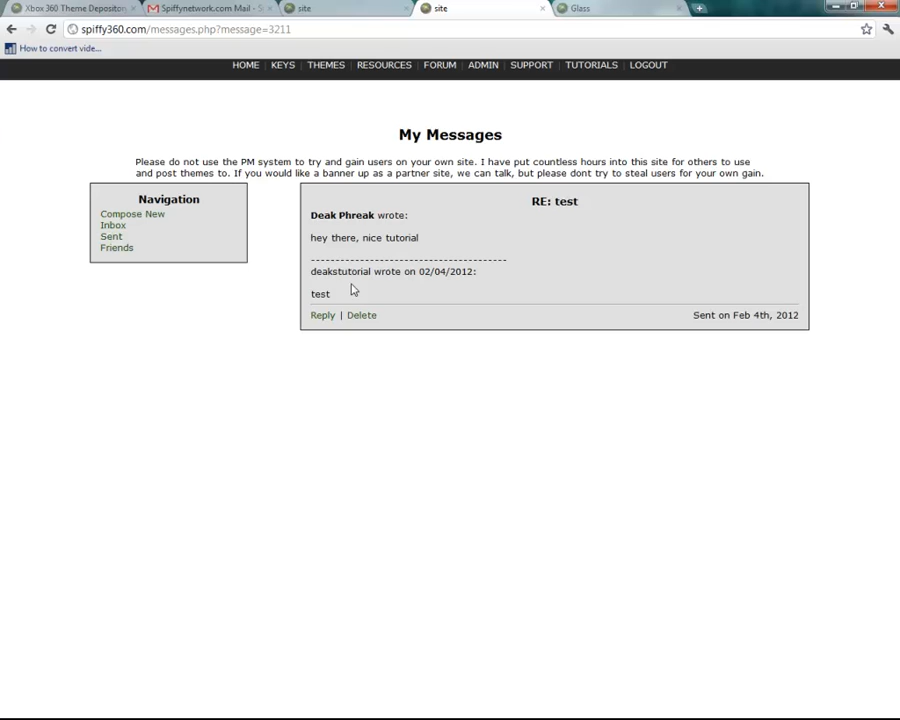 Xbox 360 Theme Depository
Spiffynetwork.com Mail - S
site
site
Glass
spiffy360.com/messages.php?message=3211
How to convert vide...
HOME | KEYS | THEMES | RESOURCES | FORUM | ADMIN | SUPPORT | TUTORIALS | LOGOUT
My Messages
Please do not use the PM system to try and gain users on your own site. I have put countless hours into this site for others to use
and post themes to. If you would like a banner up as a partner site, we can talk, but please dont try to steal users for your own gain.
Navigation
Compose New
Inbox
Sent
Friends
RE: test
Deak Phreak wrote:
hey there, nice tutorial
----------------------------------------
deakstutorial wrote on 02/04/2012:
test
Reply | Delete
Sent on Feb 4th, 2012